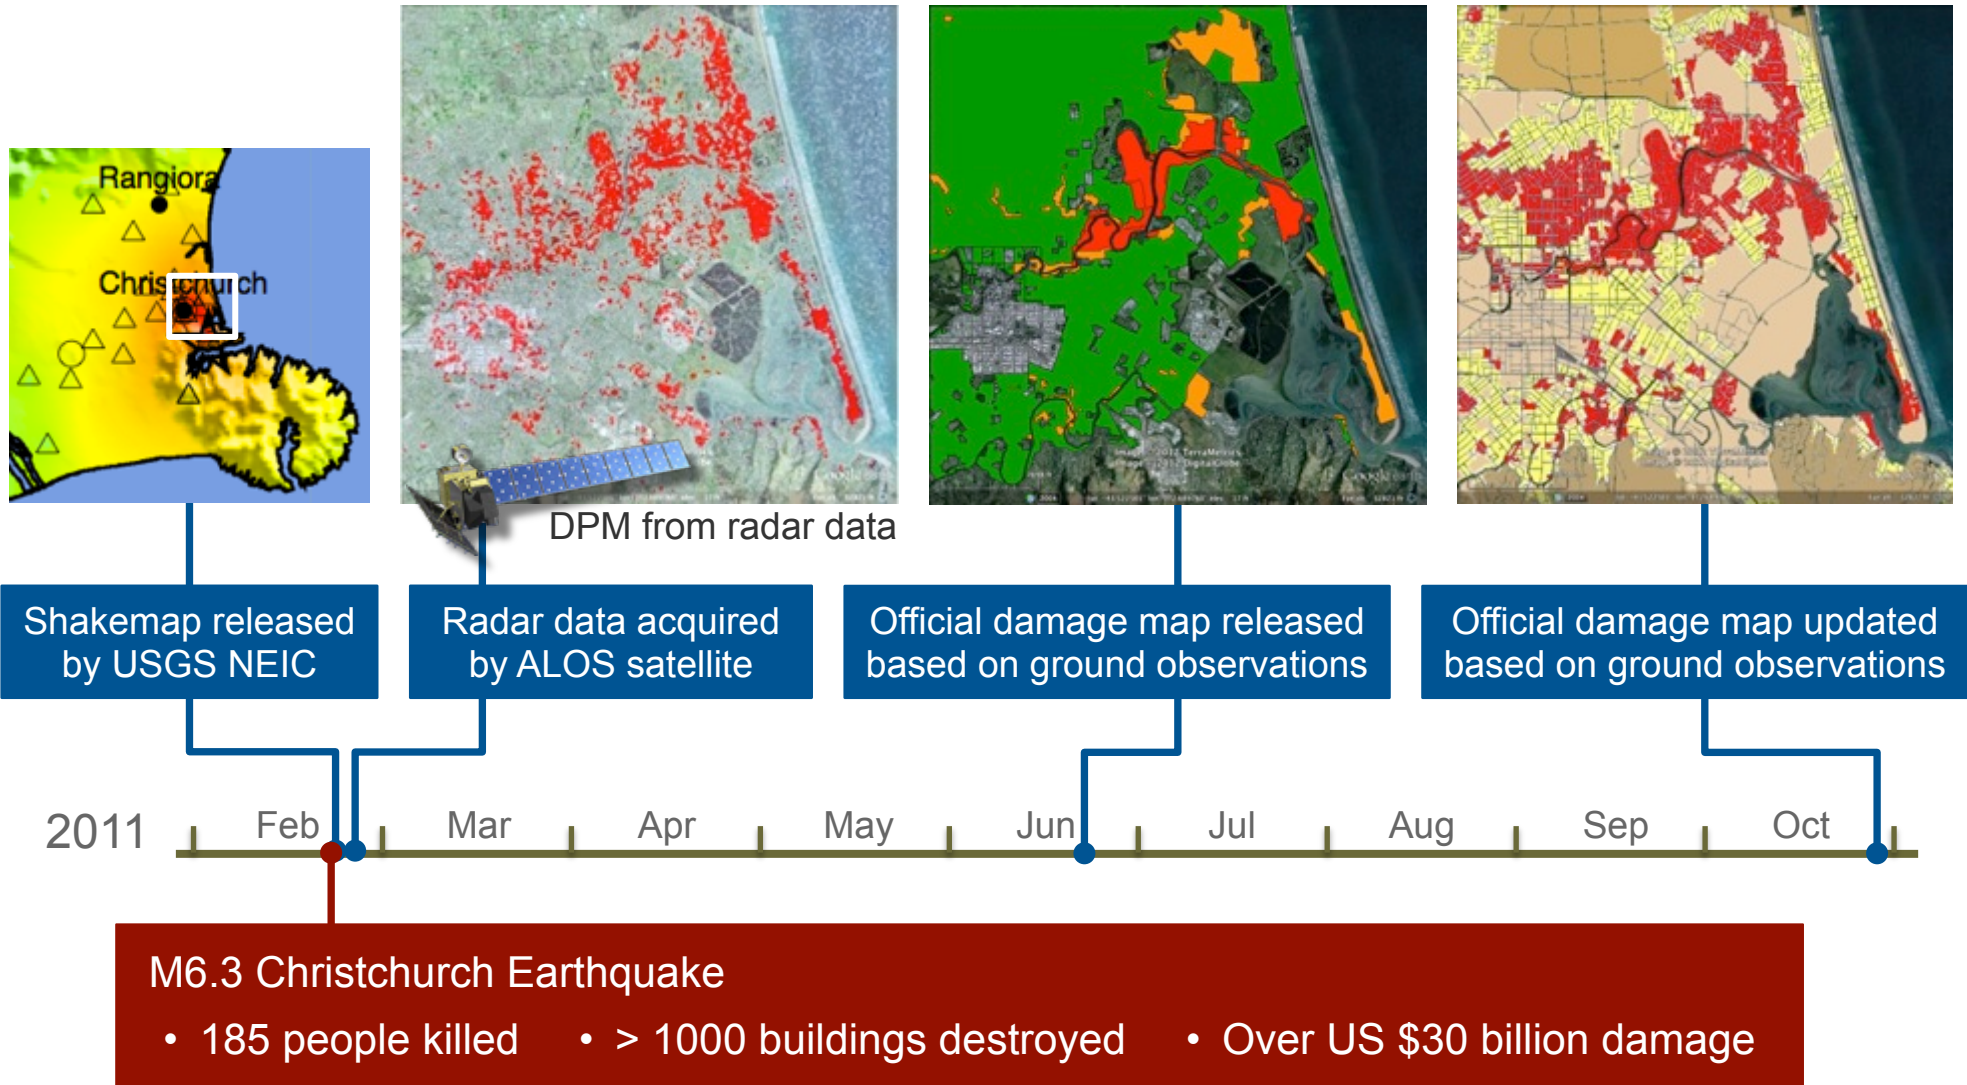 Rangiora
Christchurch
DPM from radar data
Shakemap released
by USGS NEIC
Radar data acquired
by ALOS satellite
Official damage map released
based on ground observations
Official damage map updated
based on ground observations
2011
Feb
Mar
Apr
May
Jun
Jul
Aug
Sep
Oct
M6.3 Christchurch Earthquake
• 185 people killed
• > 1000 buildings destroyed
• Over US $30 billion damage